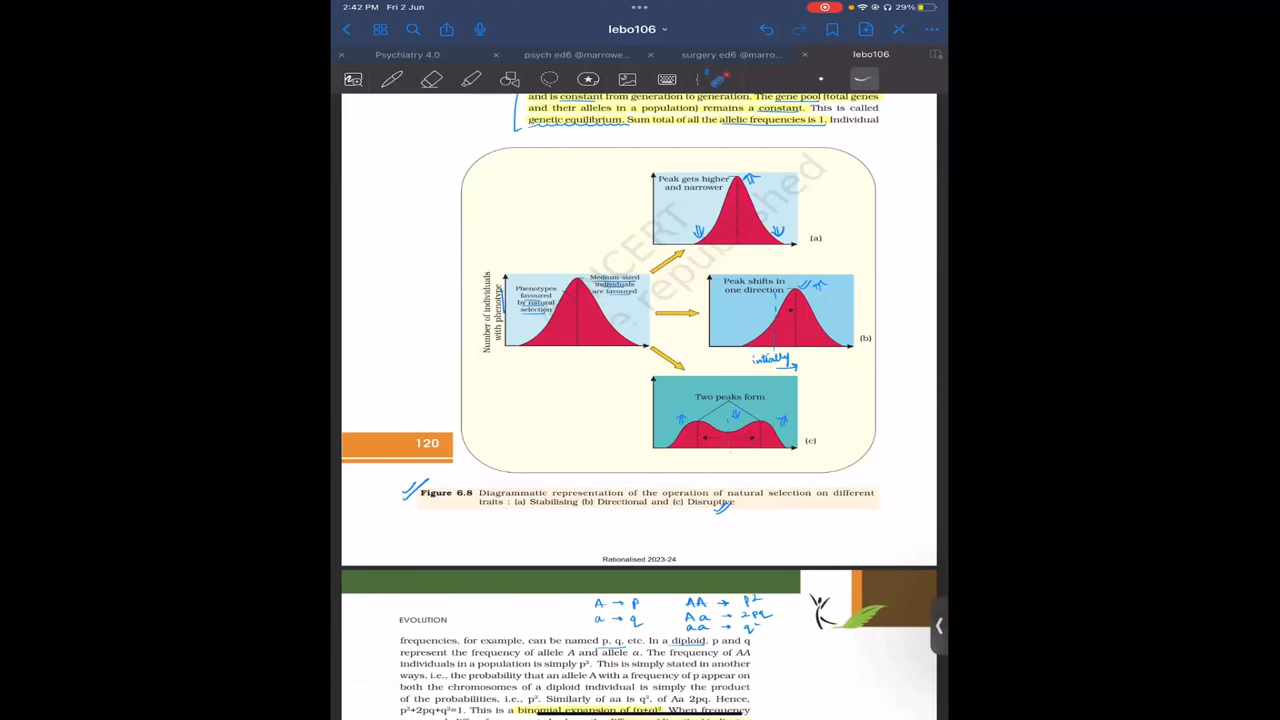 2:42 PM Fri 2 Jun
29%
lebo106
Psychiatry 4.0
psych ed6 @marrowe...
surgery ed6 @marro...
lebo106
and is constant from generation to generation. The gene pool (total genes
and their alleles in a population) remains a constant. This is called
genetic equilibrium. Sum total of all the allelic frequencies is 1. Individual
Peak gets higher
and narrower
(a)
Number of individuals
with phenotype
Phenotypes
favoured
by natural
selection
Medium-sized
individuals
are favoured
Peak shifts in
one direction
(b)
initially
Two peaks form
(c)
120
Figure 6.8 Diagrammatic representation of the operation of natural selection on different
traits : (a) Stabilising (b) Directional and (c) Disruptive
Rationalised 2023-24
A → p
a → q
AA → p²
Aa → 2pq
aa → q²
EVOLUTION
frequencies, for example, can be named p, q, etc. In a diploid, p and q
represent the frequency of allele A and allele a. The frequency of AA
individuals in a population is simply p². This is simply stated in another
ways, i.e., the probability that an allele A with a frequency of p appear on
both the chromosomes of a diploid individual is simply the product
of the probabilities, i.e., p². Similarly of aa is q², of Aa 2pq. Hence,
p²+2pq+q²=1. This is a binomial expansion of (p+q)². When frequency